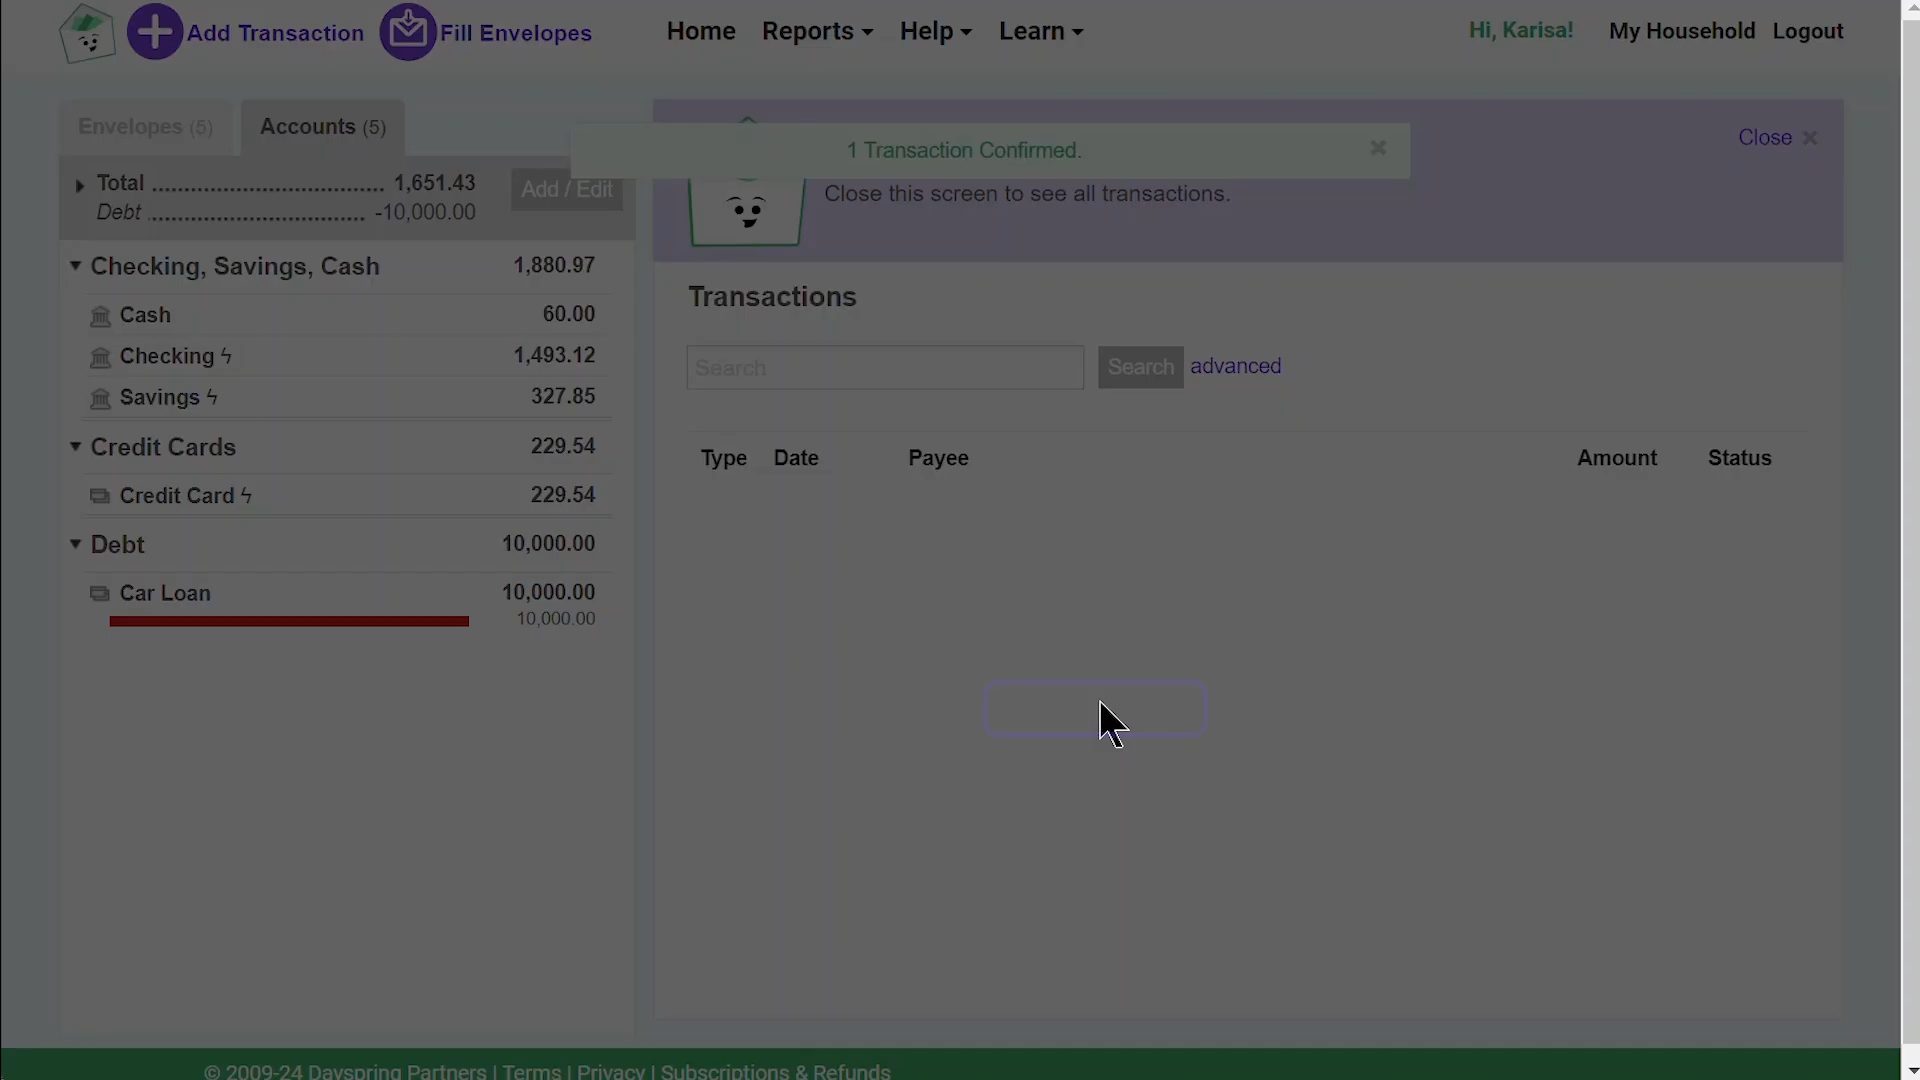 Add Transaction
Fill Envelopes
Home
Reports
Help
Learn
Hi, Karisa!
My Household
Logout
Envelopes (5)
Accounts (5)
Total 1,651.43
Debt -10,000.00
Add / Edit
1 Transaction Confirmed.
Close
Close this screen to see all transactions.
Checking, Savings, Cash 1,880.97
Cash 60.00
Checking 1,493.12
Savings 327.85
Credit Cards 229.54
Credit Card 229.54
Debt 10,000.00
Car Loan 10,000.00
10,000.00
Transactions
Search
Search
advanced
Type Date Payee Amount Status
© 2009-24 Dayspring Partners | Terms | Privacy | Subscriptions & Refunds